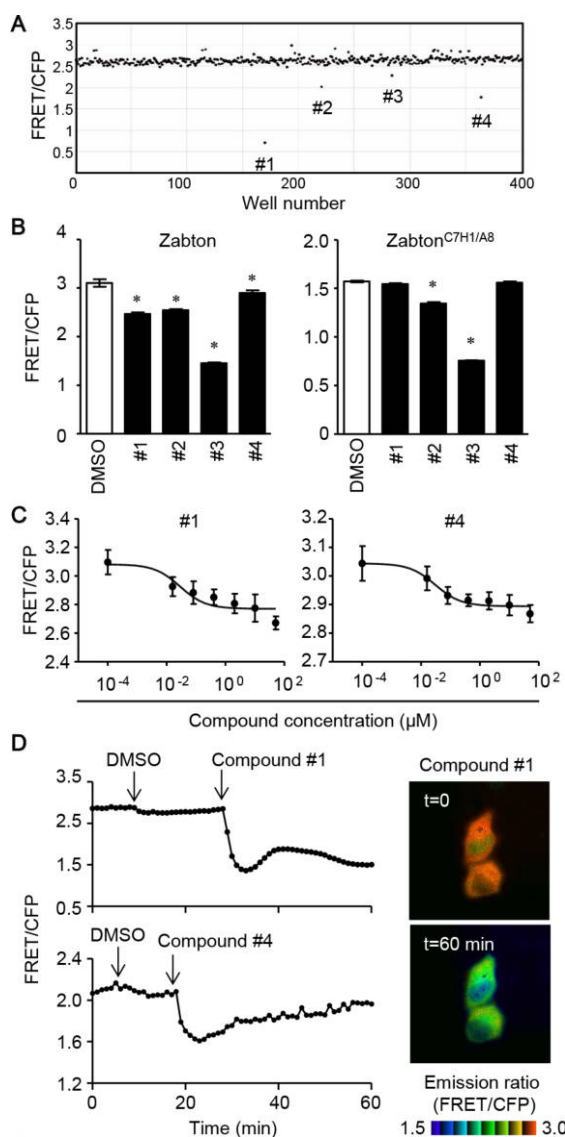 A
FRET/CFP
3.5
3
2.5
2
1.5
1
0.5
#1
#2
#3
#4
0 100 200 300 400
Well number
B
Zabton
FRET/CFP
4
3
2
1
0
* * * *
DMSO #1 #2 #3 #4
Zabton C7H1/A8
2.0
1.5
1.0
0.5
0.0
* *
DMSO #1 #2 #3 #4
C
#1
FRET/CFP
3.4
3.2
3.0
2.8
2.6
2.4
10-4 10-2 100 102
#4
3.2
3.1
3.0
2.9
2.8
2.7
10-4 10-2 100 102
Compound concentration (µM)
D
DMSO Compound #1
3.5
2.5
1.5
0.5
DMSO Compound #4
FRET/CFP
2.4
2.0
1.6
1.2
0 20 40 60
Time (min)
Compound #1
t=0
t=60 min
Emission ratio
(FRET/CFP)
1.5 3.0